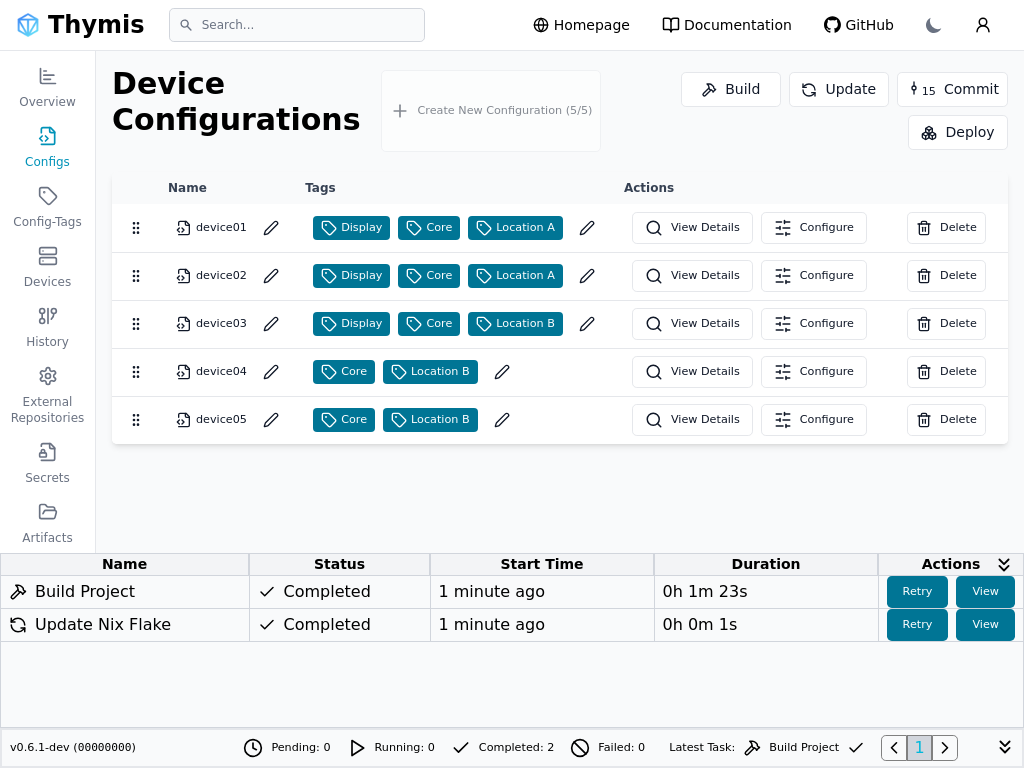 Thymis
Search...
Homepage
Documentation
GitHub
Overview
Configs
Config-Tags
Devices
History
External
Repositories
Secrets
Artifacts
Device
Configurations
Create New Configuration (5/5)
Build
Update
15 Commit
Deploy
Name Tags Actions
device01 Display Core Location A View Details Configure Delete
device02 Display Core Location A View Details Configure Delete
device03 Display Core Location B View Details Configure Delete
device04 Core Location B View Details Configure Delete
device05 Core Location B View Details Configure Delete
Name Status Start Time Duration Actions
Build Project Completed 1 minute ago 0h 1m 23s Retry View
Update Nix Flake Completed 1 minute ago 0h 0m 1s Retry View
v0.6.1-dev (00000000) Pending: 0 Running: 0 Completed: 2 Failed: 0 Latest Task: Build Project 1